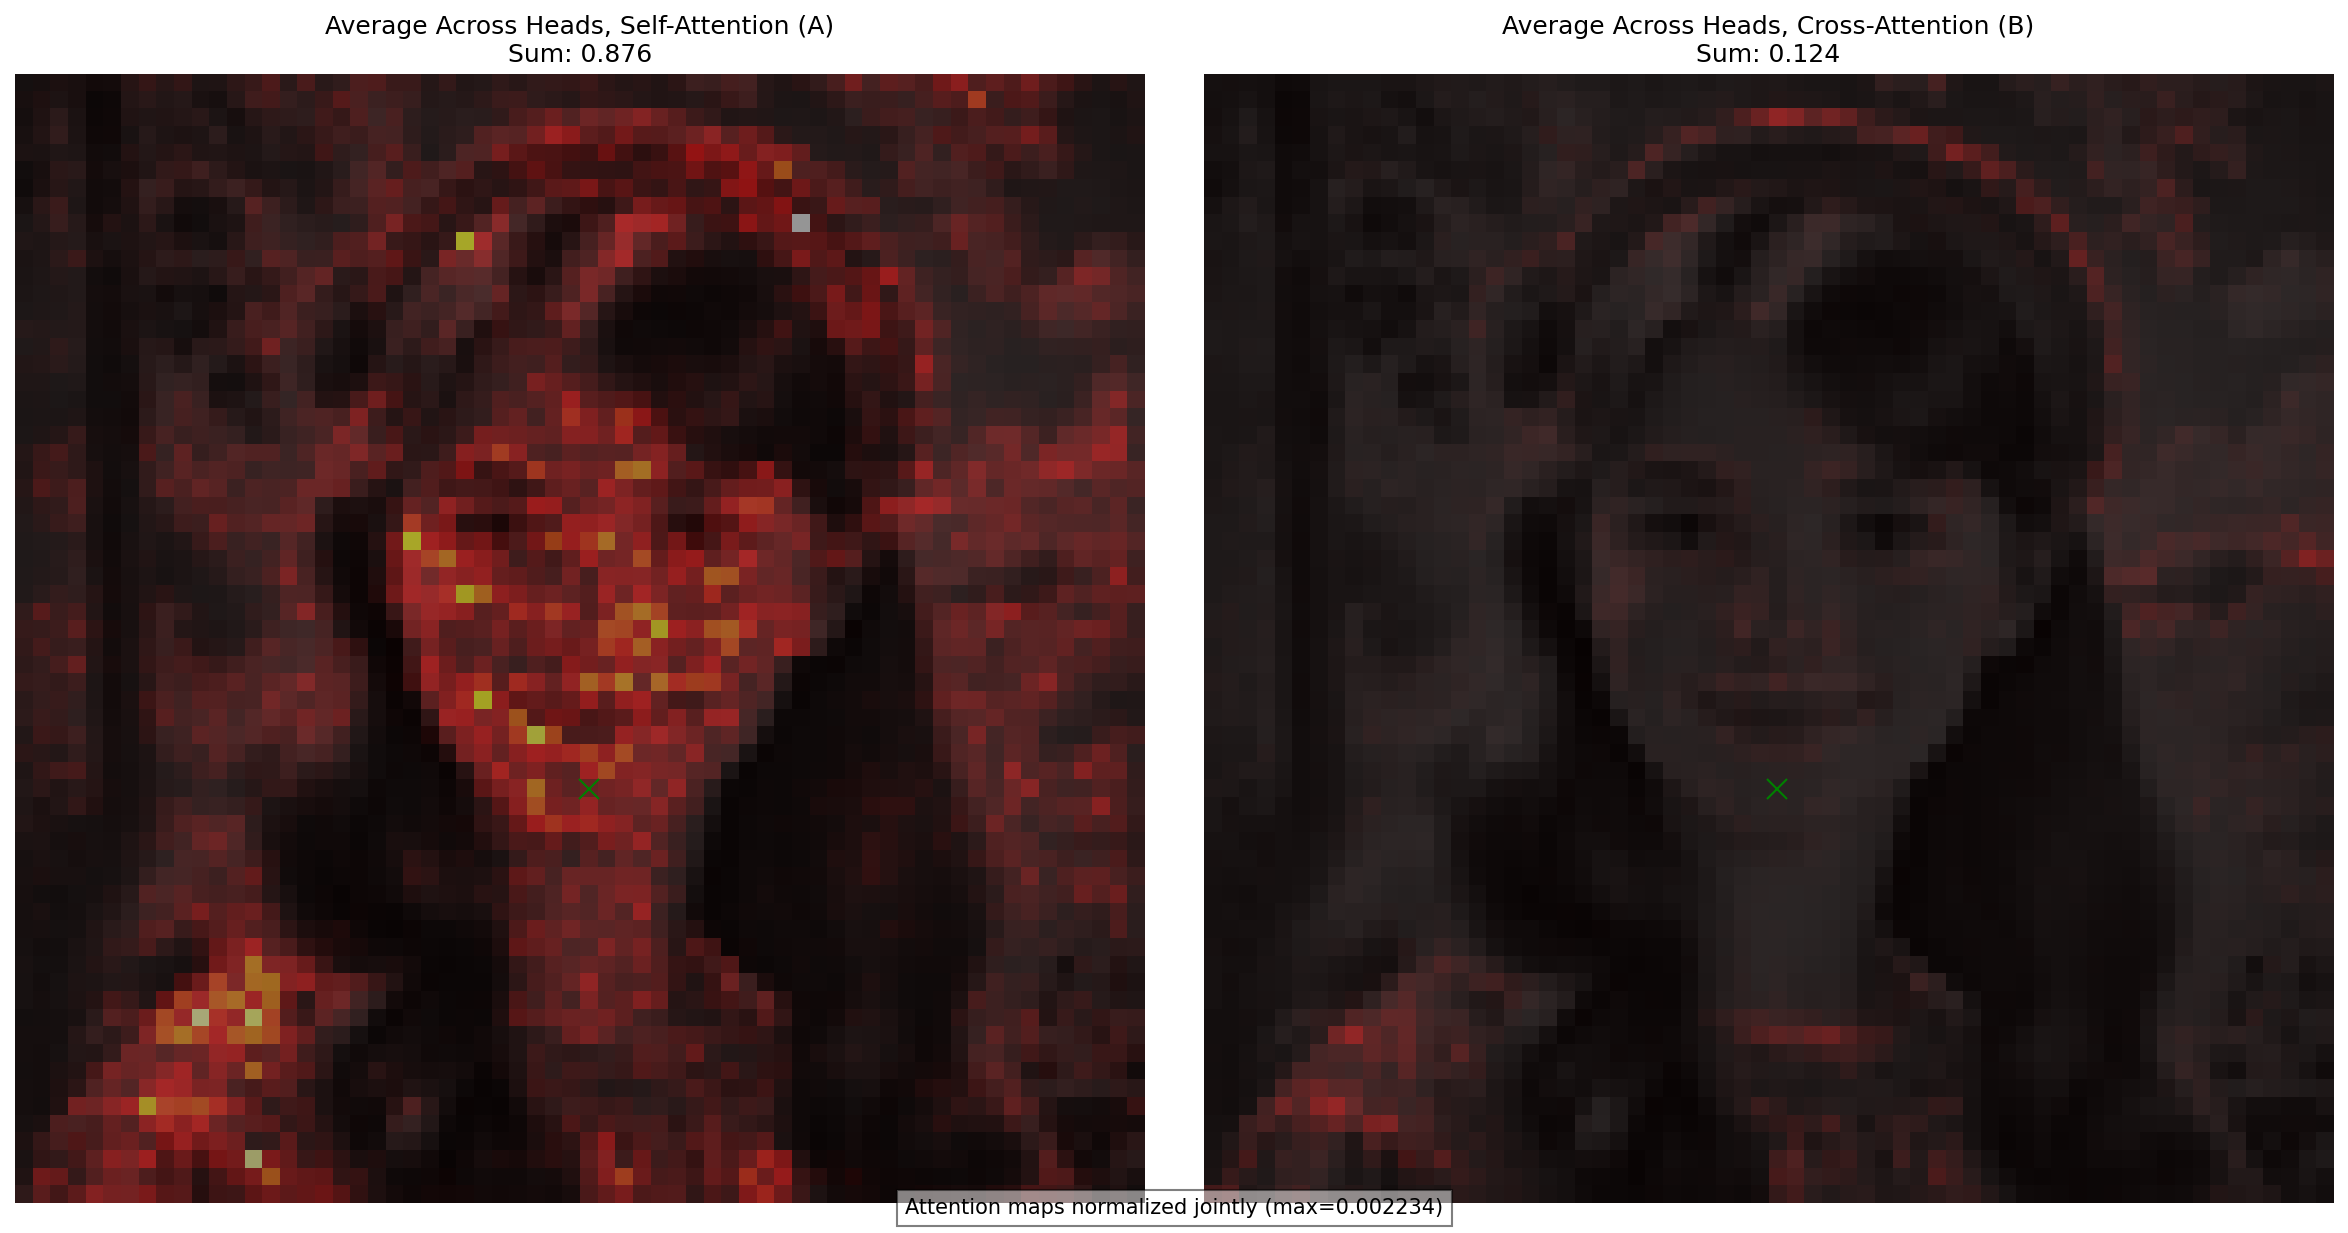 Average Across Heads, Self-Attention (A)
Sum: 0.876
Average Across Heads, Cross-Attention (B)
Sum: 0.124
Attention maps normalized jointly (max=0.002234)